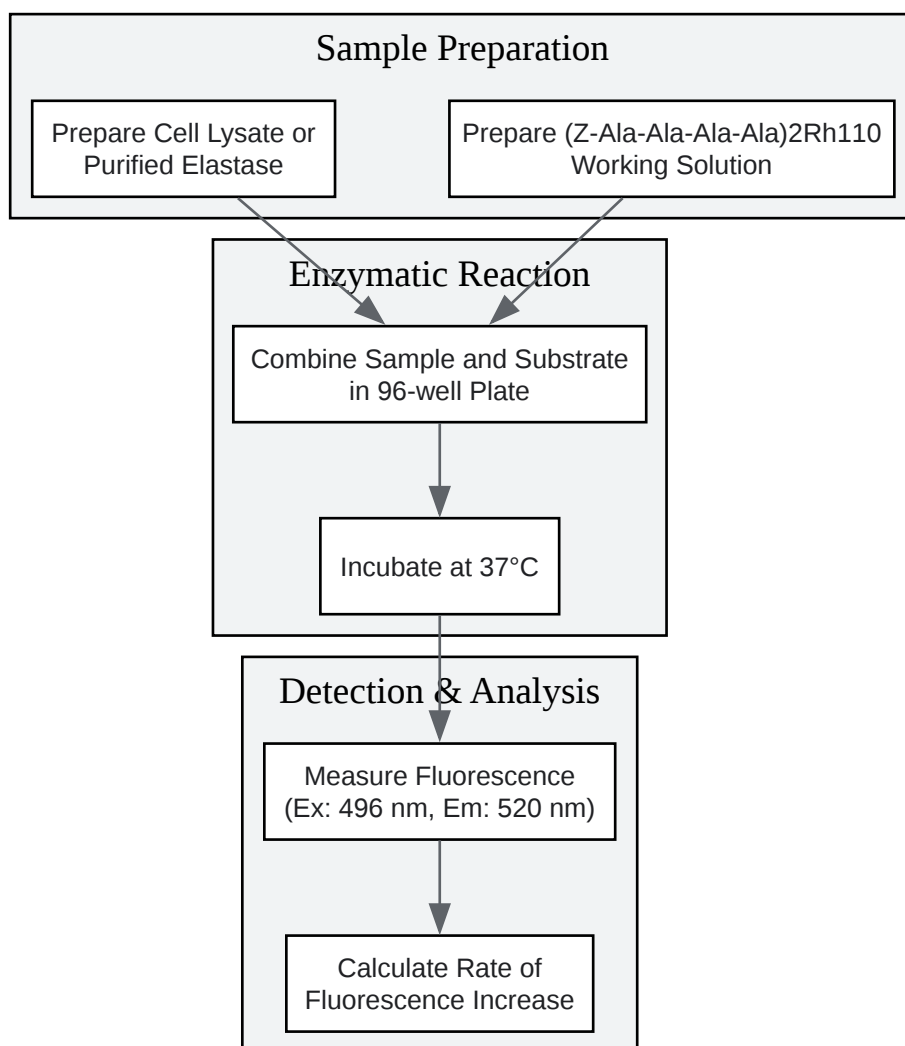 Sample Preparation
Prepare Cell Lysate or
Purified Elastase
Prepare (Z-Ala-Ala-Ala-Ala)2Rh110
Working Solution
Enzymatic Reaction
Combine Sample and Substrate
in 96-well Plate
Incubate at 37°C
Detection & Analysis
Measure Fluorescence
(Ex: 496 nm, Em: 520 nm)
Calculate Rate of
Fluorescence Increase